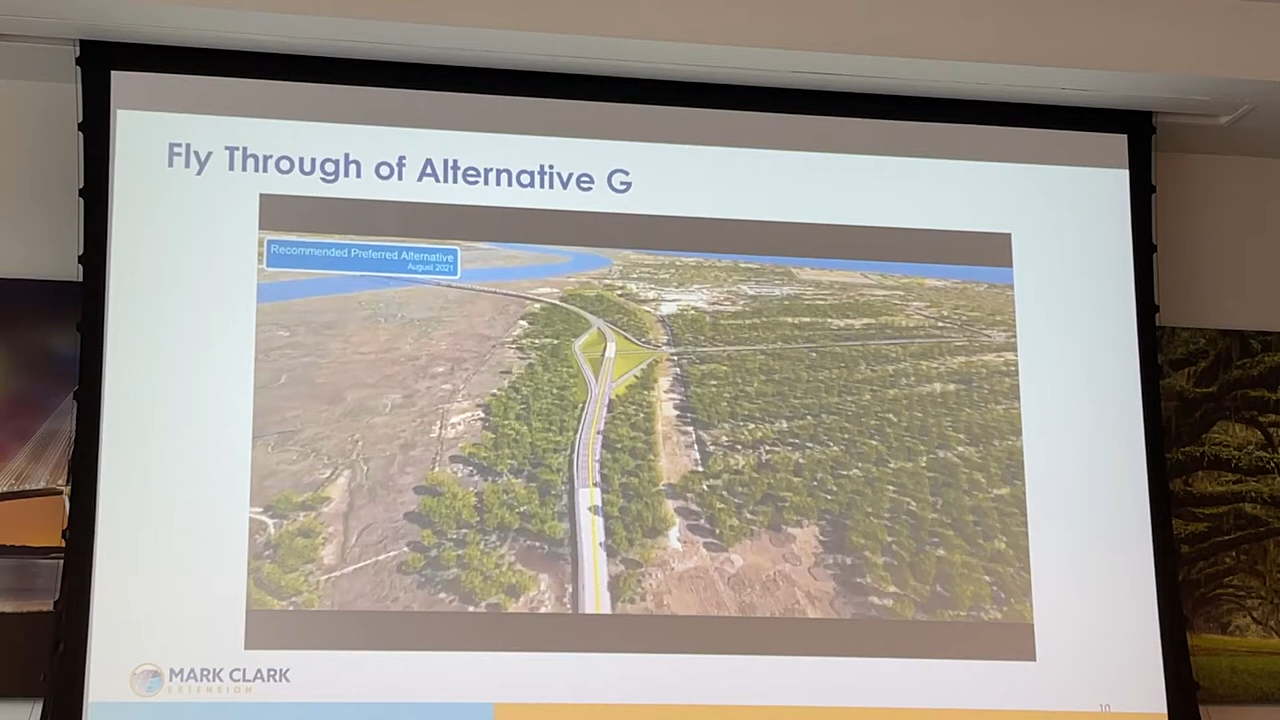 Fly Through of Alternative G
Recommended Preferred Alternative
August 2021
MARK CLARK
EXTENSION
10